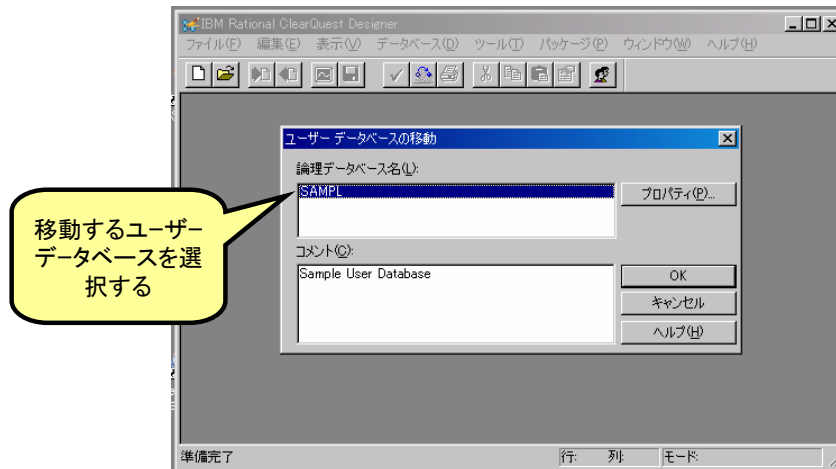 IBM Rational ClearQuest Designer
ファイル(F) 編集(E) 表示(V) データベース(D) ツール(T) パッケージ(P) ウィンドウ(W) ヘルプ(H)
ユーザー データベースの移動
論理データベース名(L):
SAMPL
プロパティ(P)...
移動するユーザー
データベースを選
択する
コメント(C):
Sample User Database
OK
キャンセル
ヘルプ(H)
準備完了 行: 列: モード: